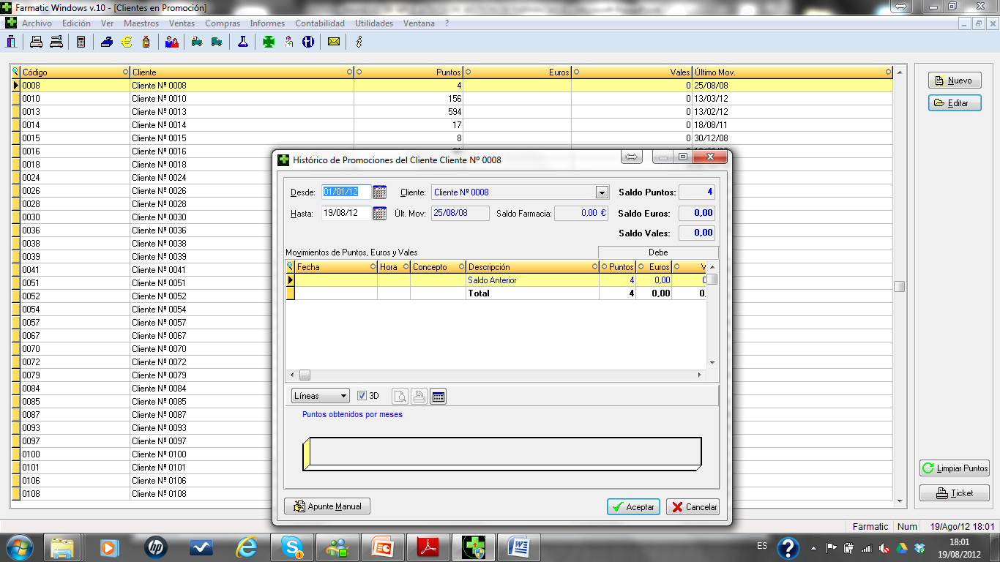 Farmatic Windows v.10 - [Clientes en Promoción]
Archivo Edición Ver Maestros Ventas Compras Informes Contabilidad Utilidades Ventana ?
Código Cliente Puntos Euros Vales Último Mov.
0008 Cliente Nº 0008 4 0 25/08/08
0010 Cliente Nº 0010 156 0 13/03/12
0013 Cliente Nº 0013 594 0 13/02/12
0014 Cliente Nº 0014 17 0 18/08/11
0015 Cliente Nº 0015 8 0 30/12/08
0016 Cliente Nº 0016
0018 Cliente Nº 0018
0024 Cliente Nº 0024
0026 Cliente Nº 0026
0028 Cliente Nº 0028
0030 Cliente Nº 0030
0036 Cliente Nº 0036
0038 Cliente Nº 0038
0039 Cliente Nº 0039
0041 Cliente Nº 0041
0051 Cliente Nº 0051
0052 Cliente Nº 0052
0054 Cliente Nº 0054
0057 Cliente Nº 0057
0067 Cliente Nº 0067
0070 Cliente Nº 0070
0072 Cliente Nº 0072
0079 Cliente Nº 0079
0084 Cliente Nº 0084
0085 Cliente Nº 0085
0087 Cliente Nº 0087
0093 Cliente Nº 0093
0097 Cliente Nº 0097
0100 Cliente Nº 0100
0101 Cliente Nº 0101
0106 Cliente Nº 0106
0108 Cliente Nº 0108
Nuevo
Editar
Limpiar Puntos
Ticket
Histórico de Promociones del Cliente Cliente Nº 0008
Desde: 01/01/12 Cliente: Cliente Nº 0008 Saldo Puntos: 4
Hasta: 19/08/12 Últ. Mov: 25/08/08 Saldo Farmacia: 0,00 € Saldo Euros: 0,00
Saldo Vales: 0,00
Movimientos de Puntos, Euros y Vales Debe
Fecha Hora Concepto Descripción Puntos Euros V
Saldo Anterior 4 0,00 0
Total 4 0,00 0,
Líneas 3D
Puntos obtenidos por meses
Apunte Manual Aceptar Cancelar
Farmatic Num 19/Ago/12 18:01
ES 18:01
19/08/2012